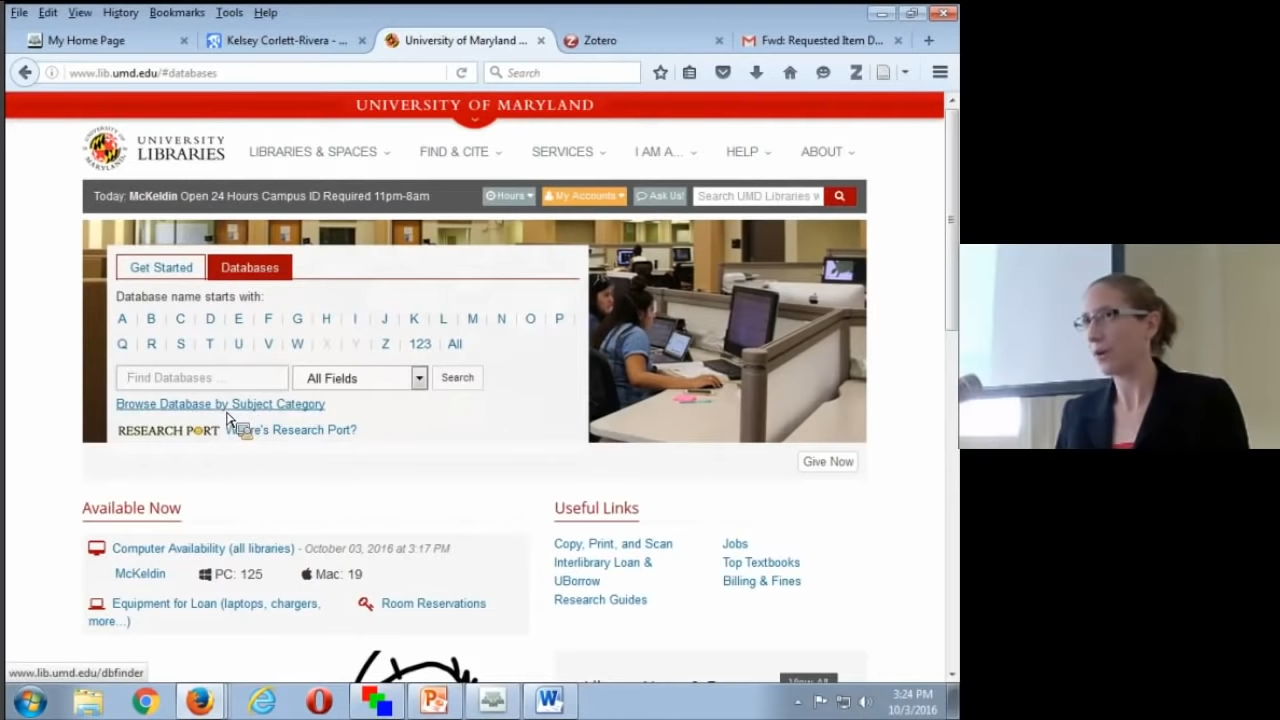 File Edit View History Bookmarks Tools Help
My Home Page × Kelsey Corlett-Rivera - ... × University of Maryland ... × Zotero × Fwd: Requested Item D... × +
www.lib.umd.edu/#databases Search
UNIVERSITY OF MARYLAND
UNIVERSITY LIBRARIES
LIBRARIES & SPACES FIND & CITE SERVICES I AM A... HELP ABOUT
Today: McKeldin Open 24 Hours Campus ID Required 11pm-8am Hours My Accounts Ask Us! Search UMD Libraries w
Get Started Databases
Database name starts with:
A | B | C | D | E | F | G | H | I | J | K | L | M | N | O | P |
Q | R | S | T | U | V | W | X | Y | Z | 123 | All
Find Databases ... All Fields Search
Browse Database by Subject Category
RESEARCH PORT Research Port?
Give Now
Available Now
Computer Availability (all libraries) - October 03, 2016 at 3:17 PM
McKeldin PC: 125 Mac: 19
Equipment for Loan (laptops, chargers, more...) Room Reservations
Useful Links
Copy, Print, and Scan
Interlibrary Loan & UBorrow
Research Guides
Jobs
Top Textbooks
Billing & Fines
www.lib.umd.edu/dbfinder
3:24 PM
10/3/2016